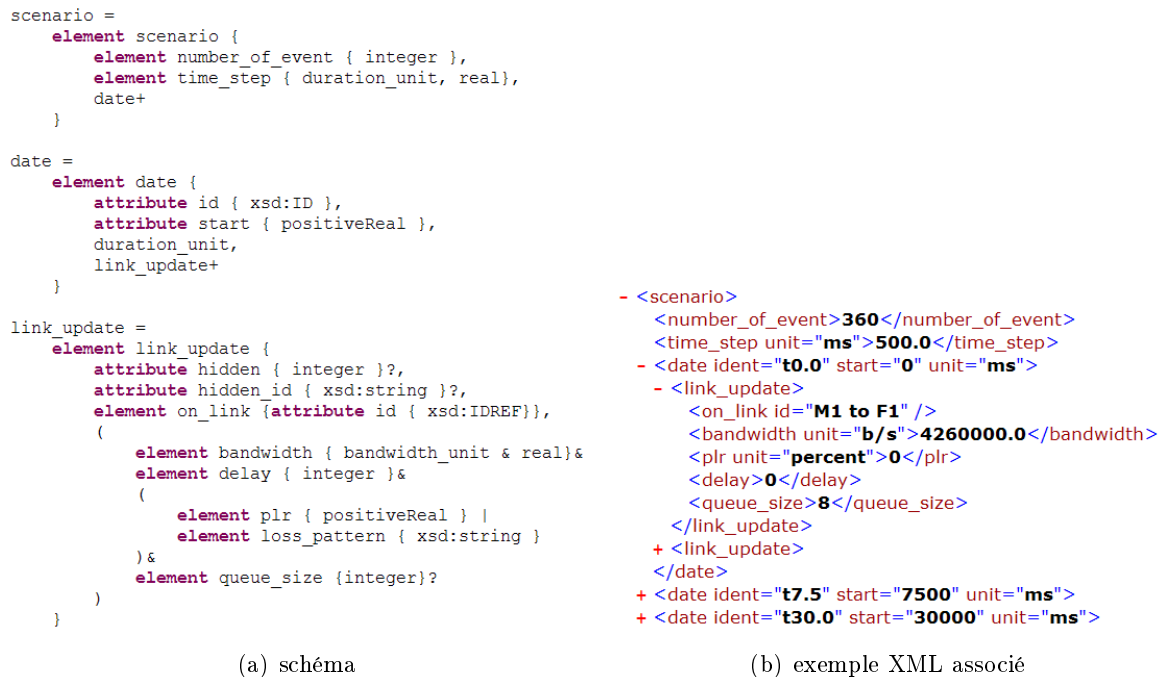 scenario =
element scenario {
element number_of_event { integer },
element time_step { duration_unit, real},
date+
}
date =
element date {
attribute id { xsd:ID },
attribute start { positiveReal },
duration_unit,
link_update+
}
link_update =
element link_update {
attribute hidden { integer }?,
attribute hidden_id { xsd:string }?,
element on_link {attribute id { xsd:IDREF}},
(
element bandwidth { bandwidth_unit & real}&
element delay { integer }&
(
element plr { positiveReal } |
element loss_pattern { xsd:string }
)&
element queue_size {integer}?
)
}
(a) schéma
- <scenario>
<number_of_event>360</number_of_event>
<time_step unit="ms">500.0</time_step>
- <date ident="t0.0" start="0" unit="ms">
- <link_update>
<on_link id="M1 to F1" />
<bandwidth unit="b/s">4260000.0</bandwidth>
<plr unit="percent">0</plr>
<delay>0</delay>
<queue_size>8</queue_size>
</link_update>
+ <link_update>
</date>
+ <date ident="t7.5" start="7500" unit="ms">
+ <date ident="t30.0" start="30000" unit="ms">
(b) exemple XML associé